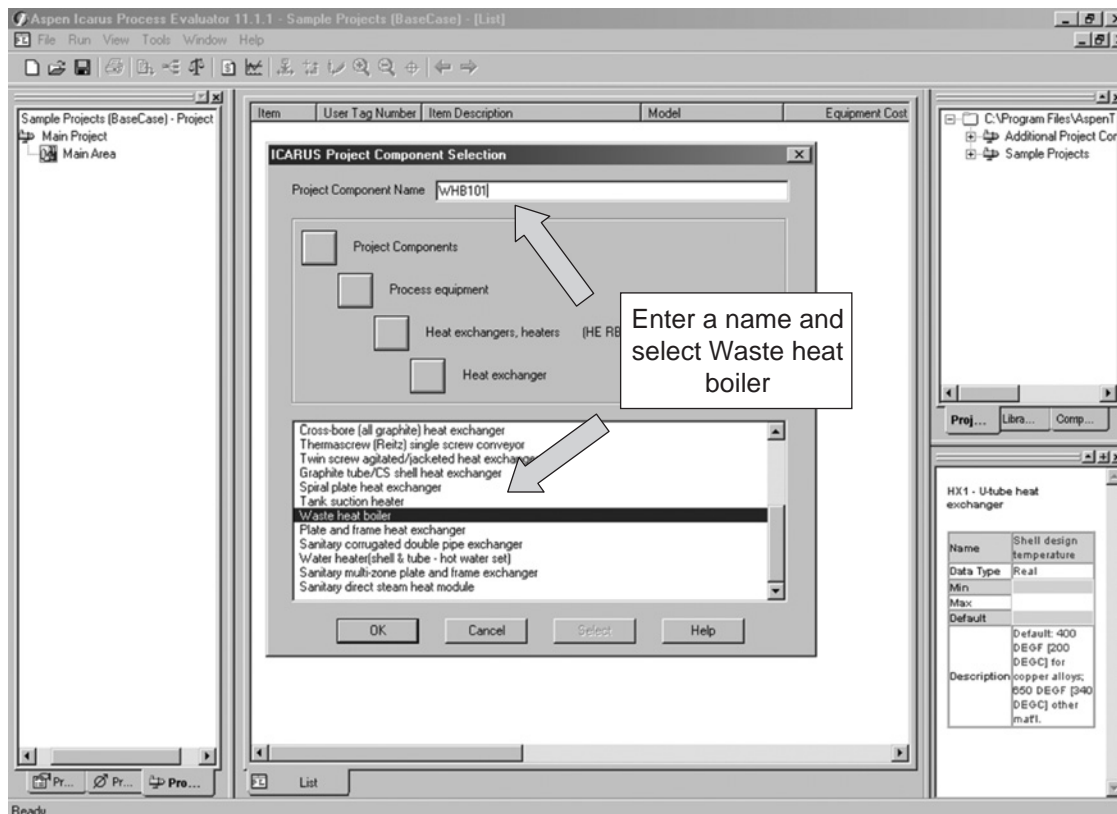 Aspen Icarus Process Evaluator 11.1.1 - Sample Projects (BaseCase) - [List]
File Run View Tools Window Help
Sample Projects (BaseCase) - Project
Main Project
Main Area
Item User Tag Number Item Description Model Equipment Cost
ICARUS Project Component Selection
Project Component Name WHB101
Project Components
Process equipment
Heat exchangers, heaters (HE RE
Heat exchanger
Enter a name and
select Waste heat
boiler
Cross-bore (all graphite) heat exchanger
Thermascrew (Reitz) single screw conveyor
Twin screw agitated/jacketed heat exchange
Graphite tube/CS shell heat exchanger
Spiral plate heat exchanger
Tank suction heater
Waste heat boiler
Plate and frame heat exchanger
Sanitary corrugated double pipe exchanger
Water heater(shell & tube - hot water set)
Sanitary multi-zone plate and frame exchanger
Sanitary direct steam heat module
OK Cancel Select Help
C:\Program Files\AspenT
Additional Project Cor
Sample Projects
Proj... Libra... Comp...
HX1 - U-tube heat
exchanger
Name Shell design
temperature
Data Type Real
Min
Max
Default
Description Default: 400
DEGF [200
DEGC] for
copper alloys;
650 DEGF [340
DEGC] other
mat'l.
Pr... Pr... Pro...
List
Ready